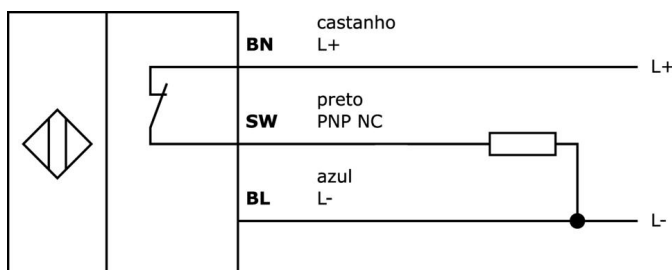 castanho
BN L+
L+
preto
SW PNP NC
azul
BL L-
L-